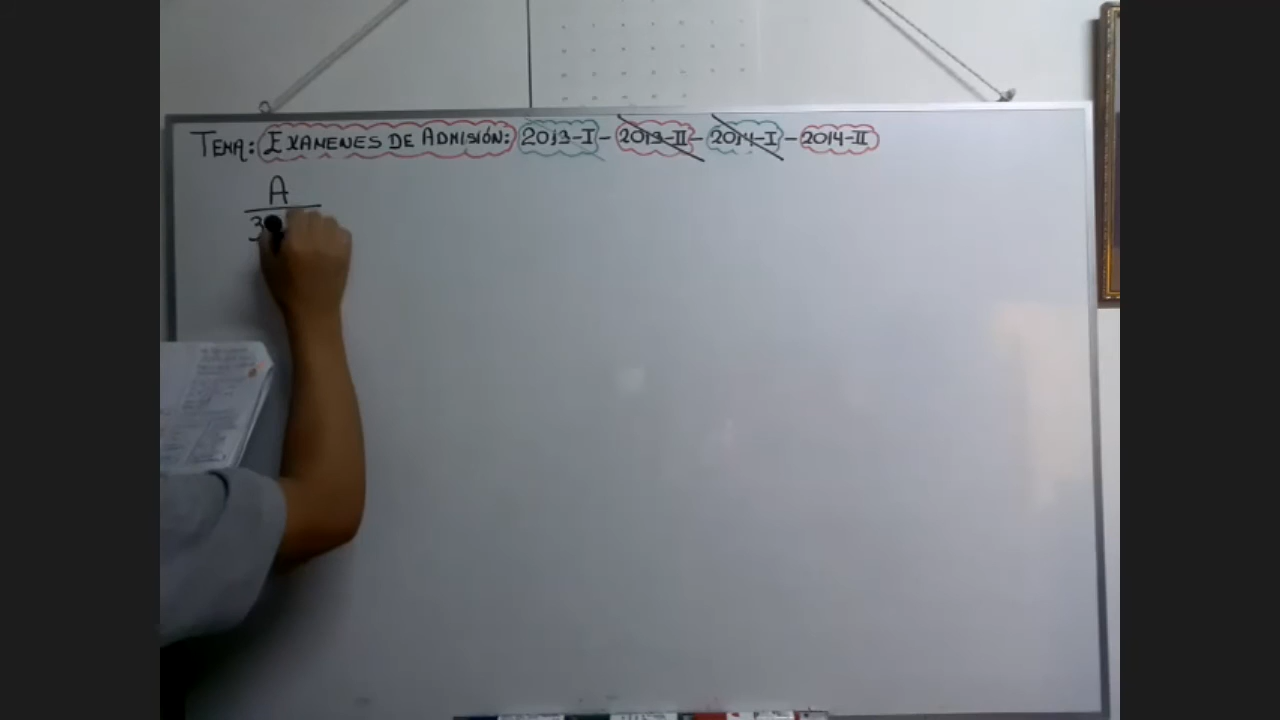 TEMA: EXAMENES DE ADMISIÓN: 2013-I - 2013-II - 2014-I - 2014-II
A
3